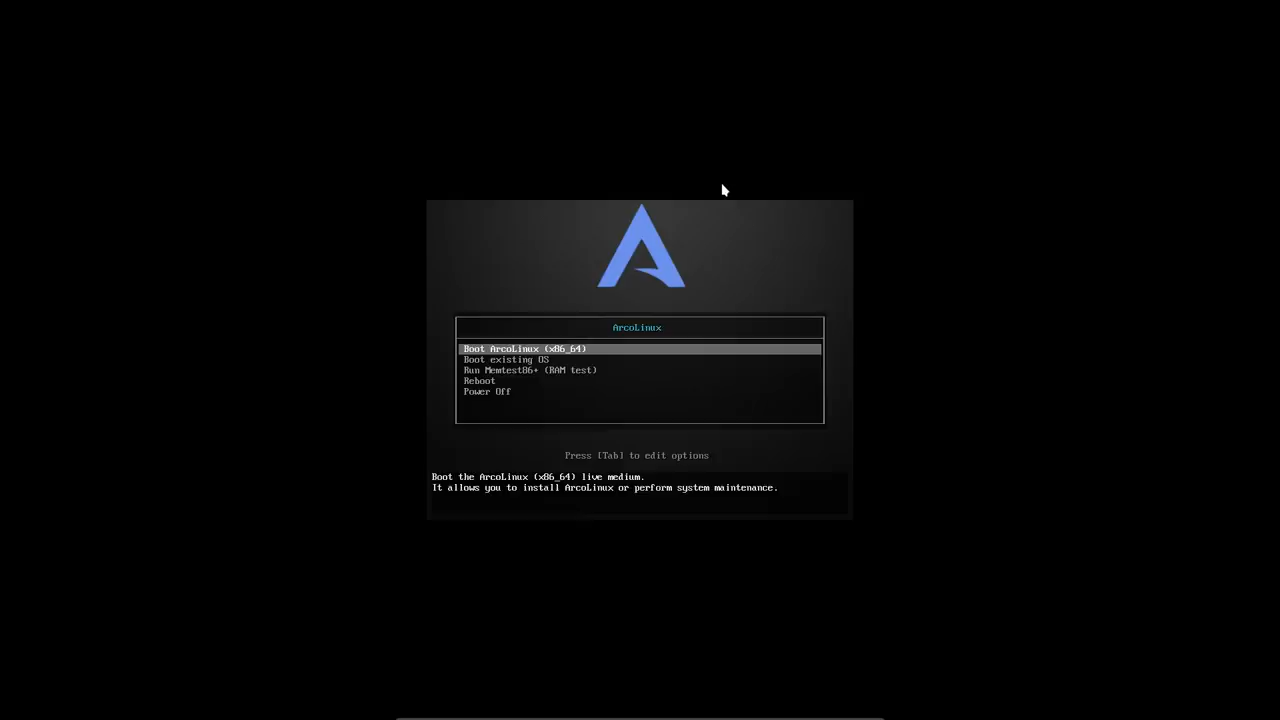 ArcoLinux
Boot ArcoLinux (x86_64)
Boot existing OS
Run Memtest86+ (RAM test)
Reboot
Power Off
Press [Tab] to edit options
Boot the ArcoLinux (x86_64) live medium.
It allows you to install ArcoLinux or perform system maintenance.